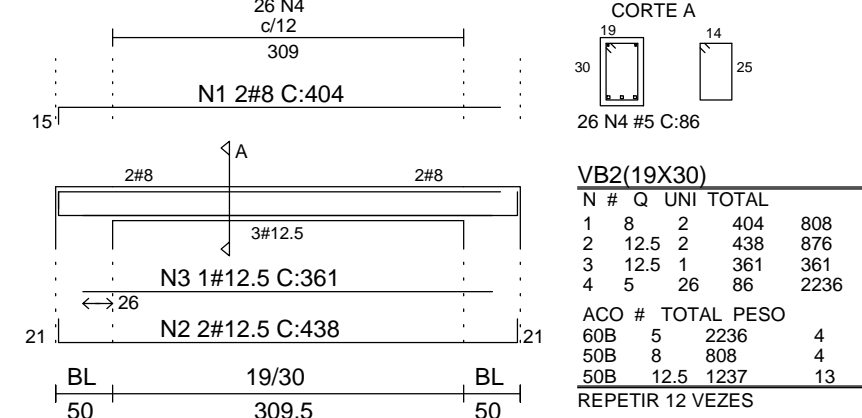 26 N4
c/12
309
N1 2#8 C:404
15
A
2#8 2#8
3#12.5
N3 1#12.5 C:361
26
N2 2#12.5 C:438
21 21
BL 19/30 BL
50 309.5 50
CORTE A
19 14
30 25
26 N4 #5 C:86
VB2(19X30)
N # Q UNI TOTAL
1 8 2 404 808
2 12.5 2 438 876
3 12.5 1 361 361
4 5 26 86 2236
ACO # TOTAL PESO
60B 5 2236 4
50B 8 808 4
50B 12.5 1237 13
REPETIR 12 VEZES